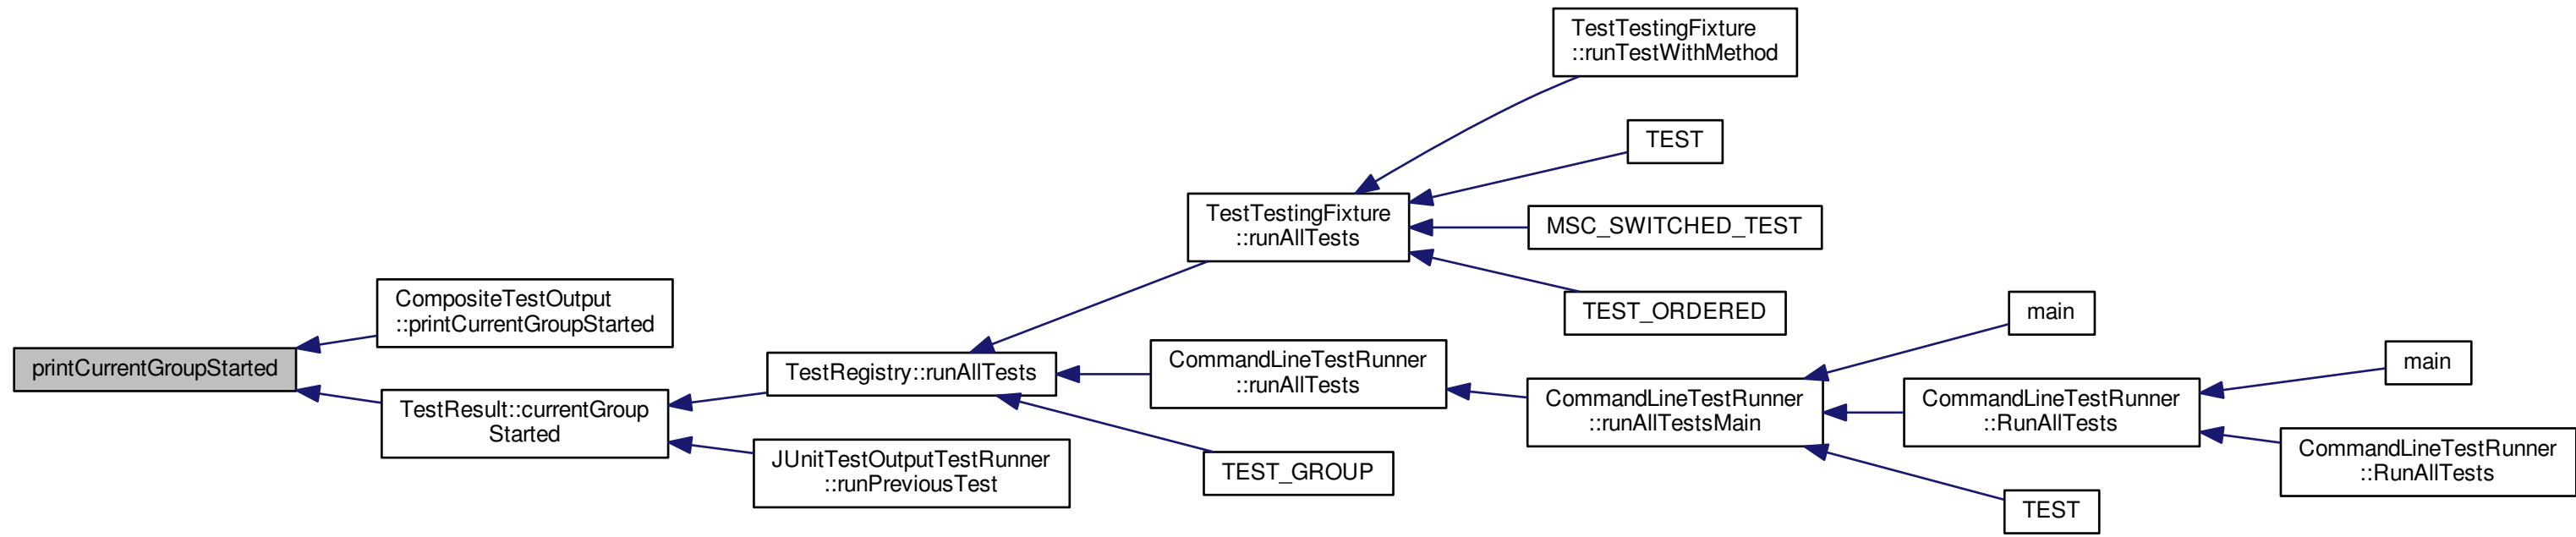 TestTestingFixture
::runTestWithMethod
TEST
TestTestingFixture
::runAllTests
MSC_SWITCHED_TEST
TEST_ORDERED
CompositeTestOutput
::printCurrentGroupStarted
printCurrentGroupStarted
TestResult::currentGroup
Started
TestRegistry::runAllTests
JUnitTestOutputTestRunner
::runPreviousTest
CommandLineTestRunner
::runAllTests
TEST_GROUP
CommandLineTestRunner
::runAllTestsMain
main
CommandLineTestRunner
::RunAllTests
TEST
main
CommandLineTestRunner
::RunAllTests